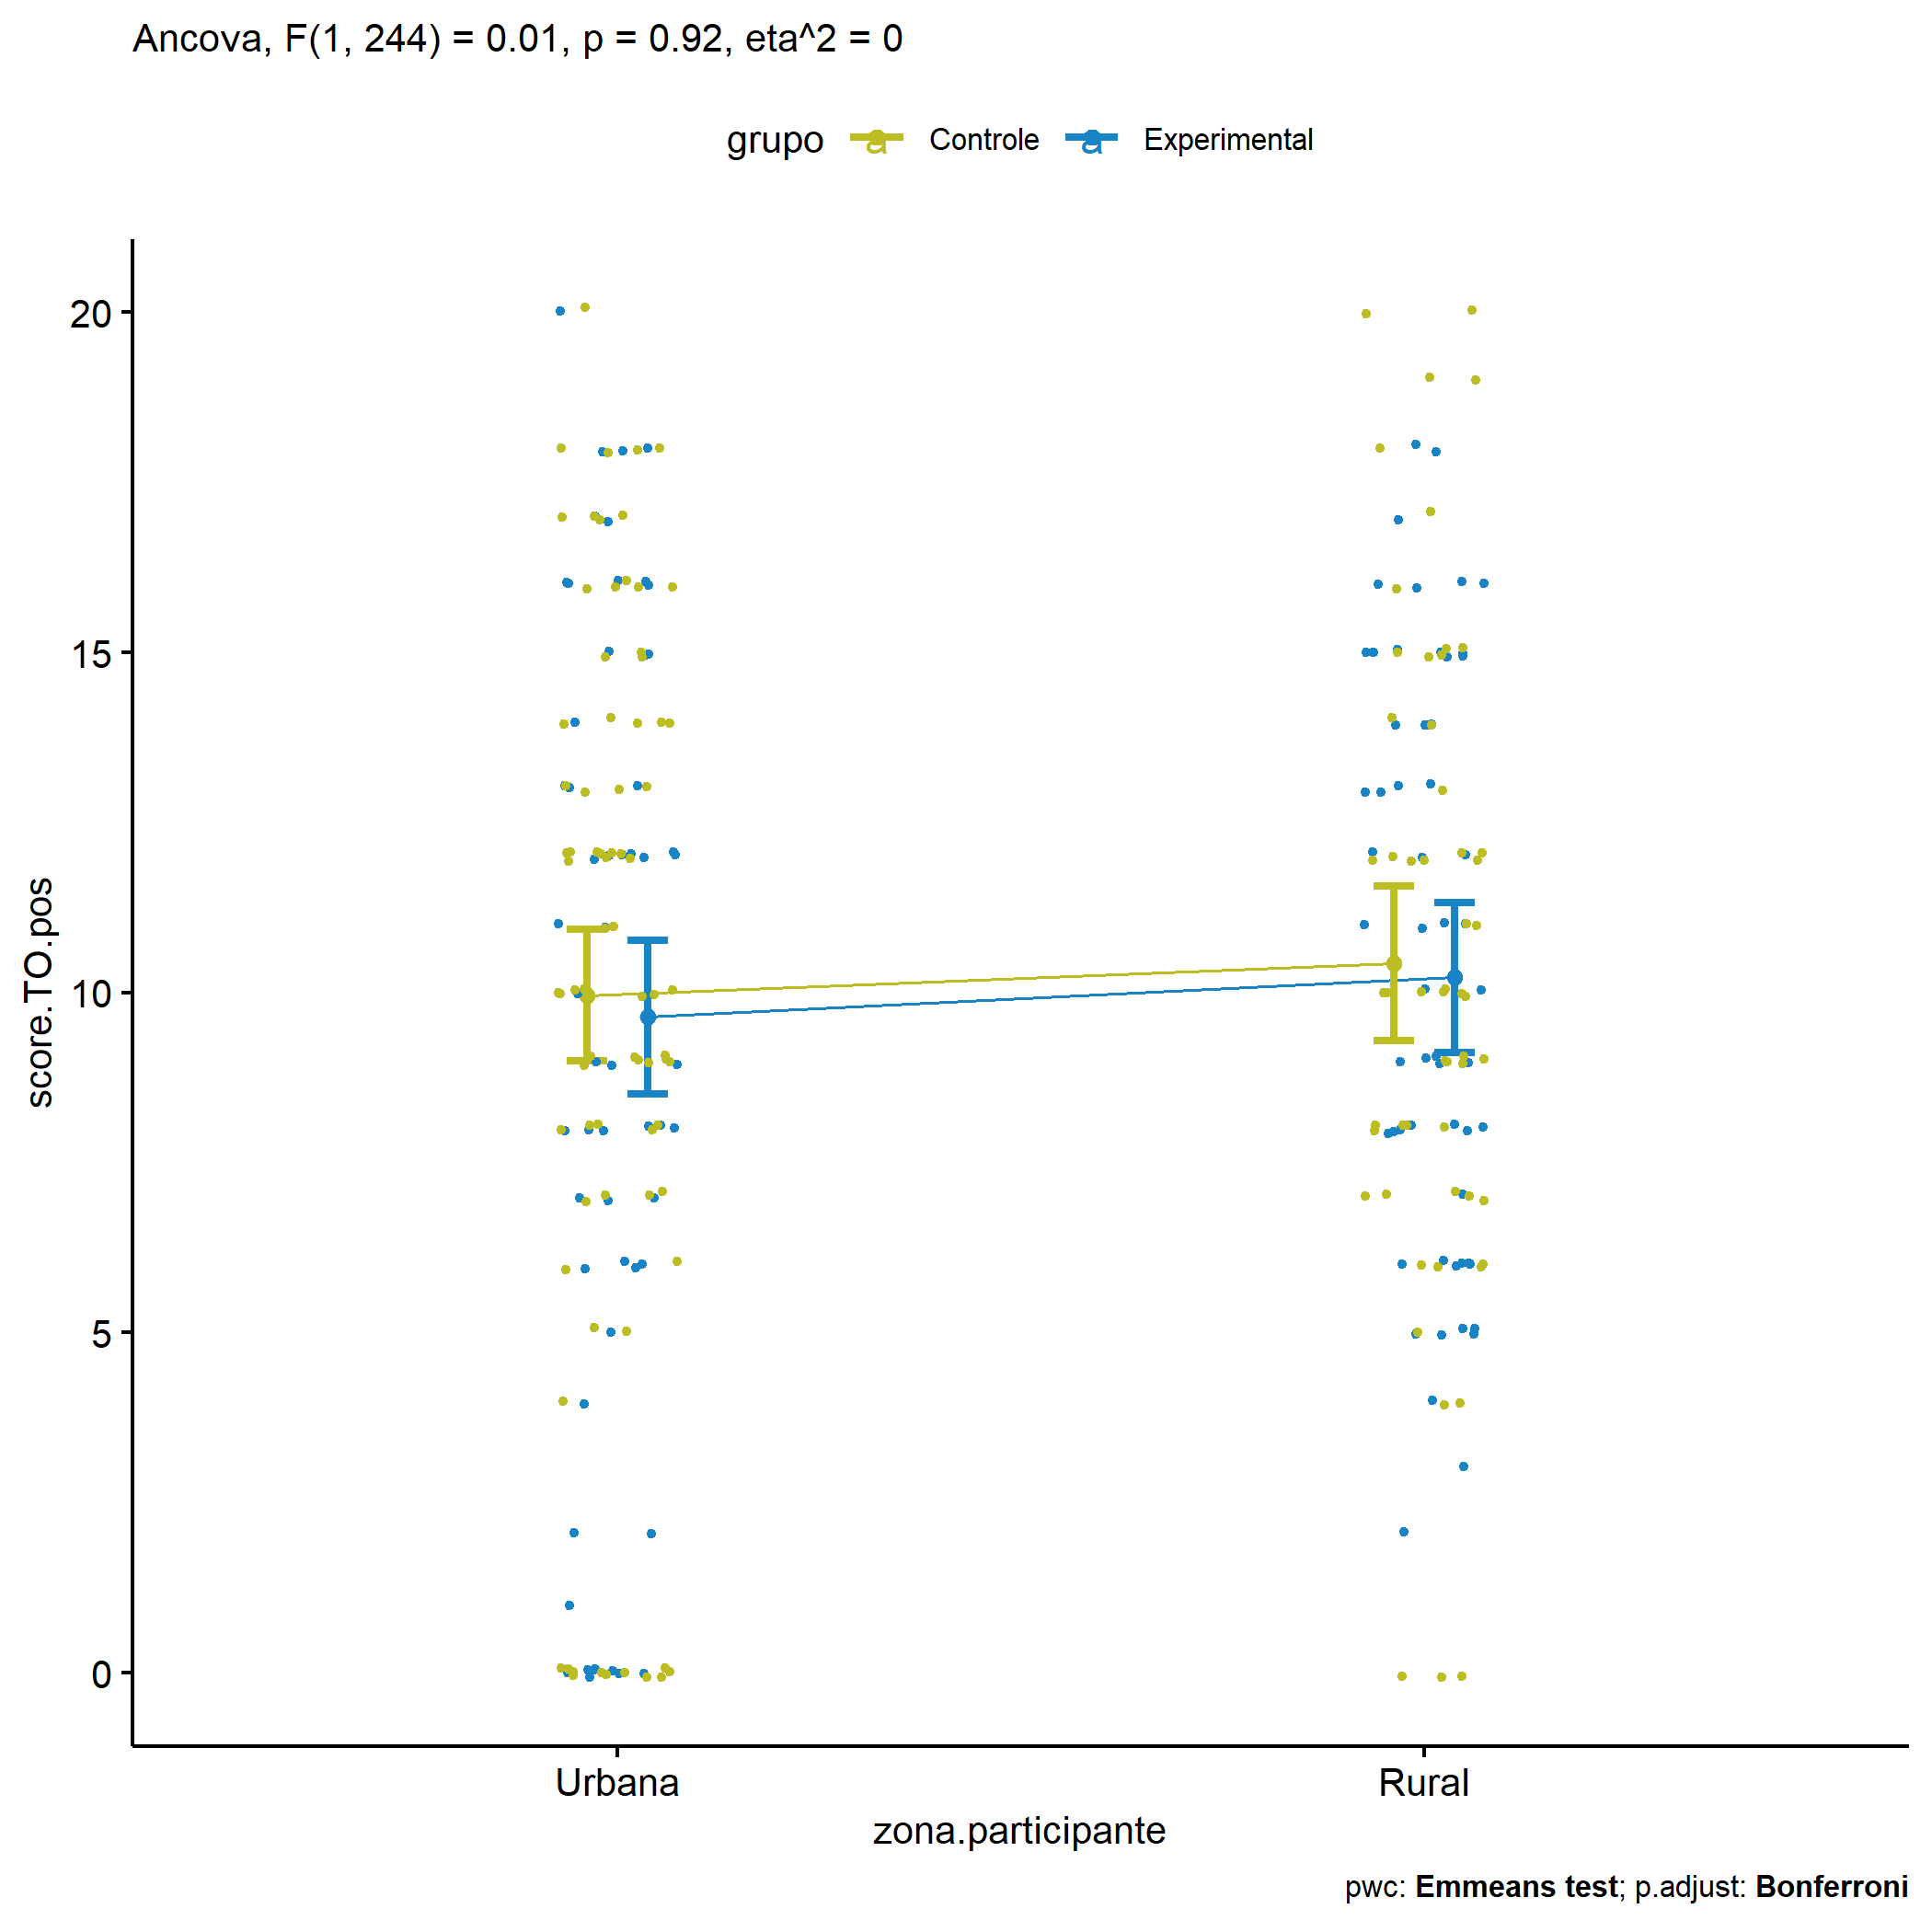 Ancova, F(1, 244) = 0.01, p = 0.92, eta^2 = 0
grupo a Controle a Experimental
20
15
10
5
0
score.TO.pos
Urbana Rural
zona.participante
pwc: Emmeans test; p.adjust: Bonferroni